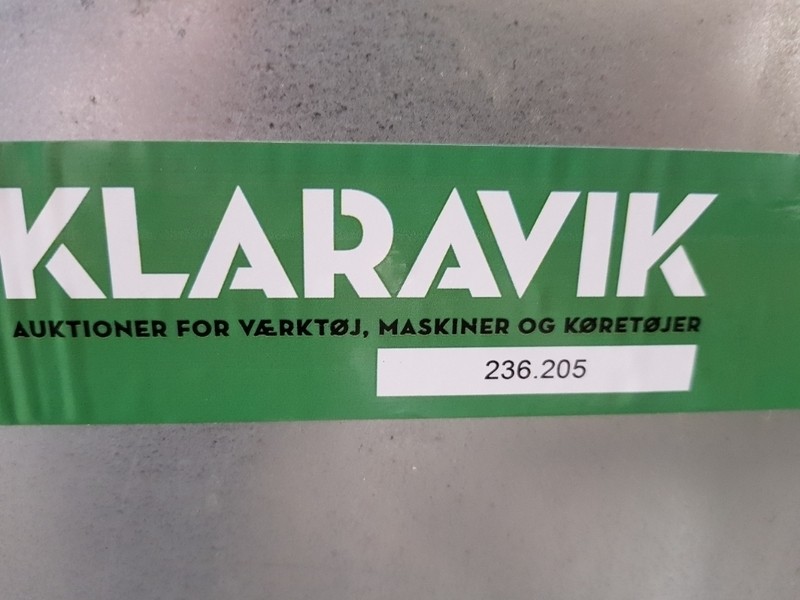 KLARAVIK
AUKTIONER FOR VÆRKTØJ, MASKINER OG KØRETØJER
236.205